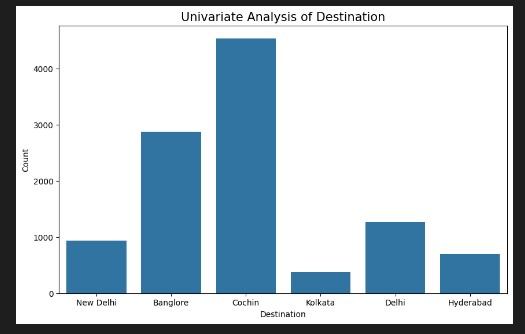 Univariate Analysis of Destination
Count
4000
3000
2000
1000
0
New Delhi Banglore Cochin Kolkata Delhi Hyderabad
Destination